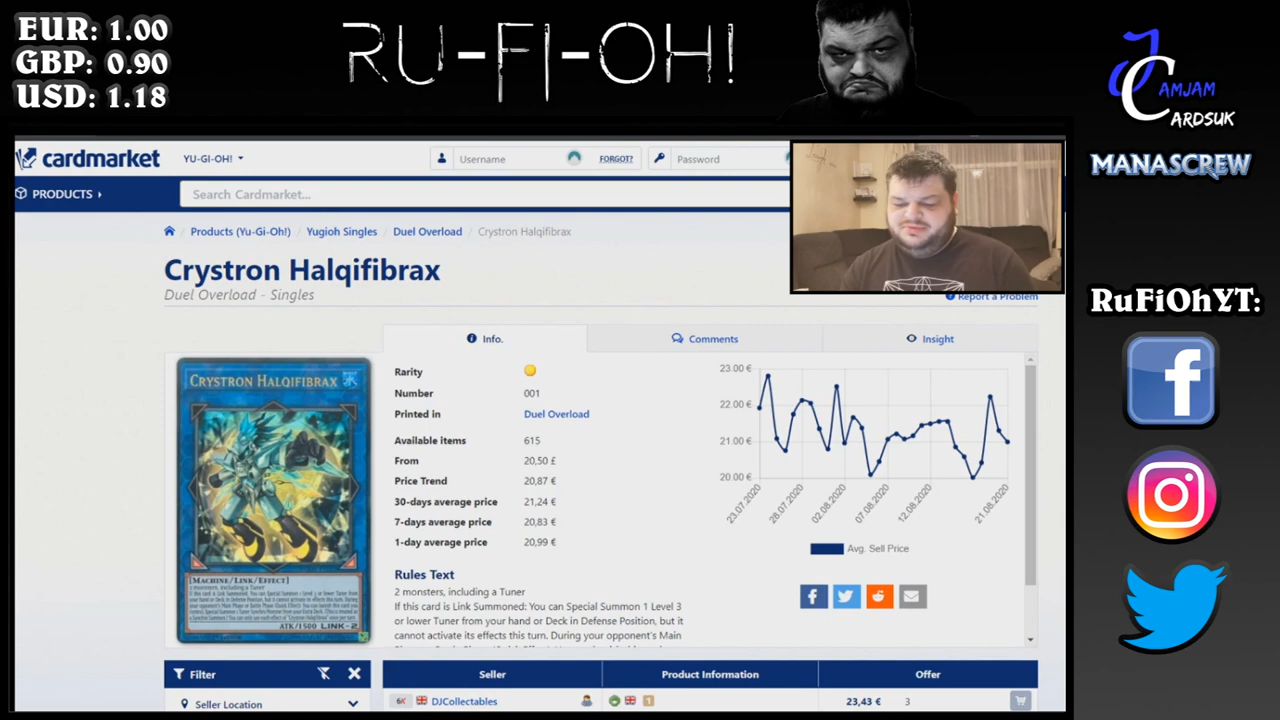 EUR: 1.00
GBP: 0.90
USD: 1.18
RU-FI-OH!
JAMJAM
CARDSUK
MANASCREW
RuFiOhYT:
cardmarket
YU-GI-OH!
Username
FORGOT?
Password
PRODUCTS
Search Cardmarket...
Products (Yu-Gi-Oh!)
Yugioh Singles
Duel Overload
Crystron Halqifibrax
Crystron Halqifibrax
Duel Overload - Singles
Report a Problem
Info.
Comments
Insight
CRYSTRON HALQIFIBRAX
[MACHINE/LINK/EFFECT]
2 monsters, including a Tuner
ATK/1500 LINK-2
Rarity
Number 001
Printed in Duel Overload
Available items 615
From 20,50 £
Price Trend 20,87 €
30-days average price 21,24 €
7-days average price 20,83 €
1-day average price 20,99 €
23.00 €
22.00 €
21.00 €
20.00 €
23.07.2020
28.07.2020
02.08.2020
07.08.2020
12.08.2020
21.08.2020
Avg. Sell Price
Rules Text
2 monsters, including a Tuner
If this card is Link Summoned: You can Special Summon 1 Level 3
or lower Tuner from your hand or Deck in Defense Position, but it
cannot activate its effects this turn. During your opponent's Main
Filter
Seller Location
Seller
Product Information
Offer
6K
DJCollectables
1
23,43 €
3